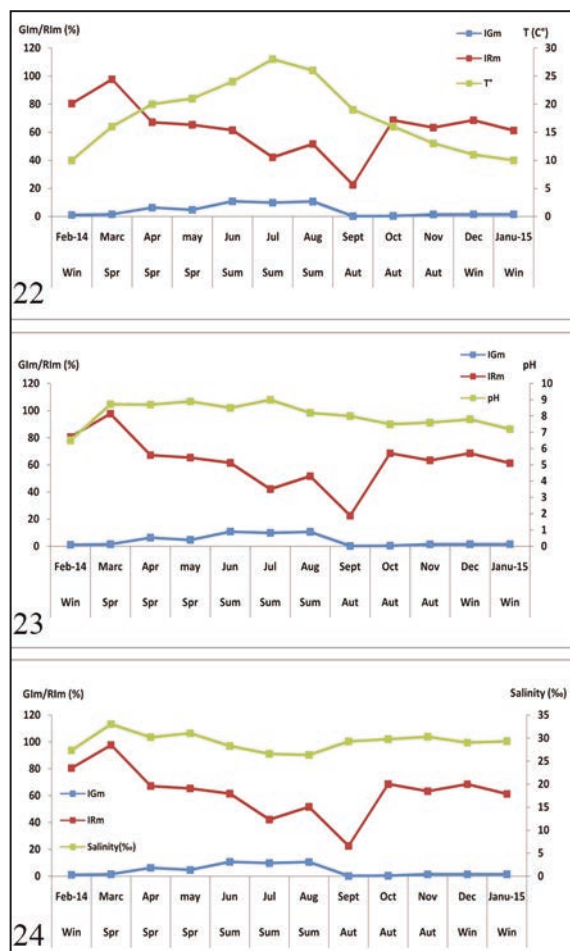 GIm/RIm (%) T (C°)
IGm
IRm
T°
120 30
100 25
80 20
60 15
40 10
20 5
0 0
Feb-14 Marc Apr may Jun Jul Aug Sept Oct Nov Dec Janu-15
Win Spr Spr Spr Sum Sum Sum Aut Aut Aut Win Win
22
GIm/RIm (%) pH
IGm
IRm
pH
120 10
100 9
80 8
60 7
40 6
20 5
0 4
3
2
1
0
Feb-14 Marc Apr may Jun Jul Aug Sept Oct Nov Dec Janu-15
Win Spr Spr Spr Sum Sum Sum Aut Aut Aut Win Win
23
GIm/RIm (%) Salinity (‰)
120 35
100 30
80 25
60 20
40 15
20 10
0 5
0
IGm
IRm
Salinity(‰)
Feb-14 Marc Apr may Jun Jul Aug Sept Oct Nov Dec Janu-15
Win Spr Spr Spr Sum Sum Sum Aut Aut Aut Win Win
24